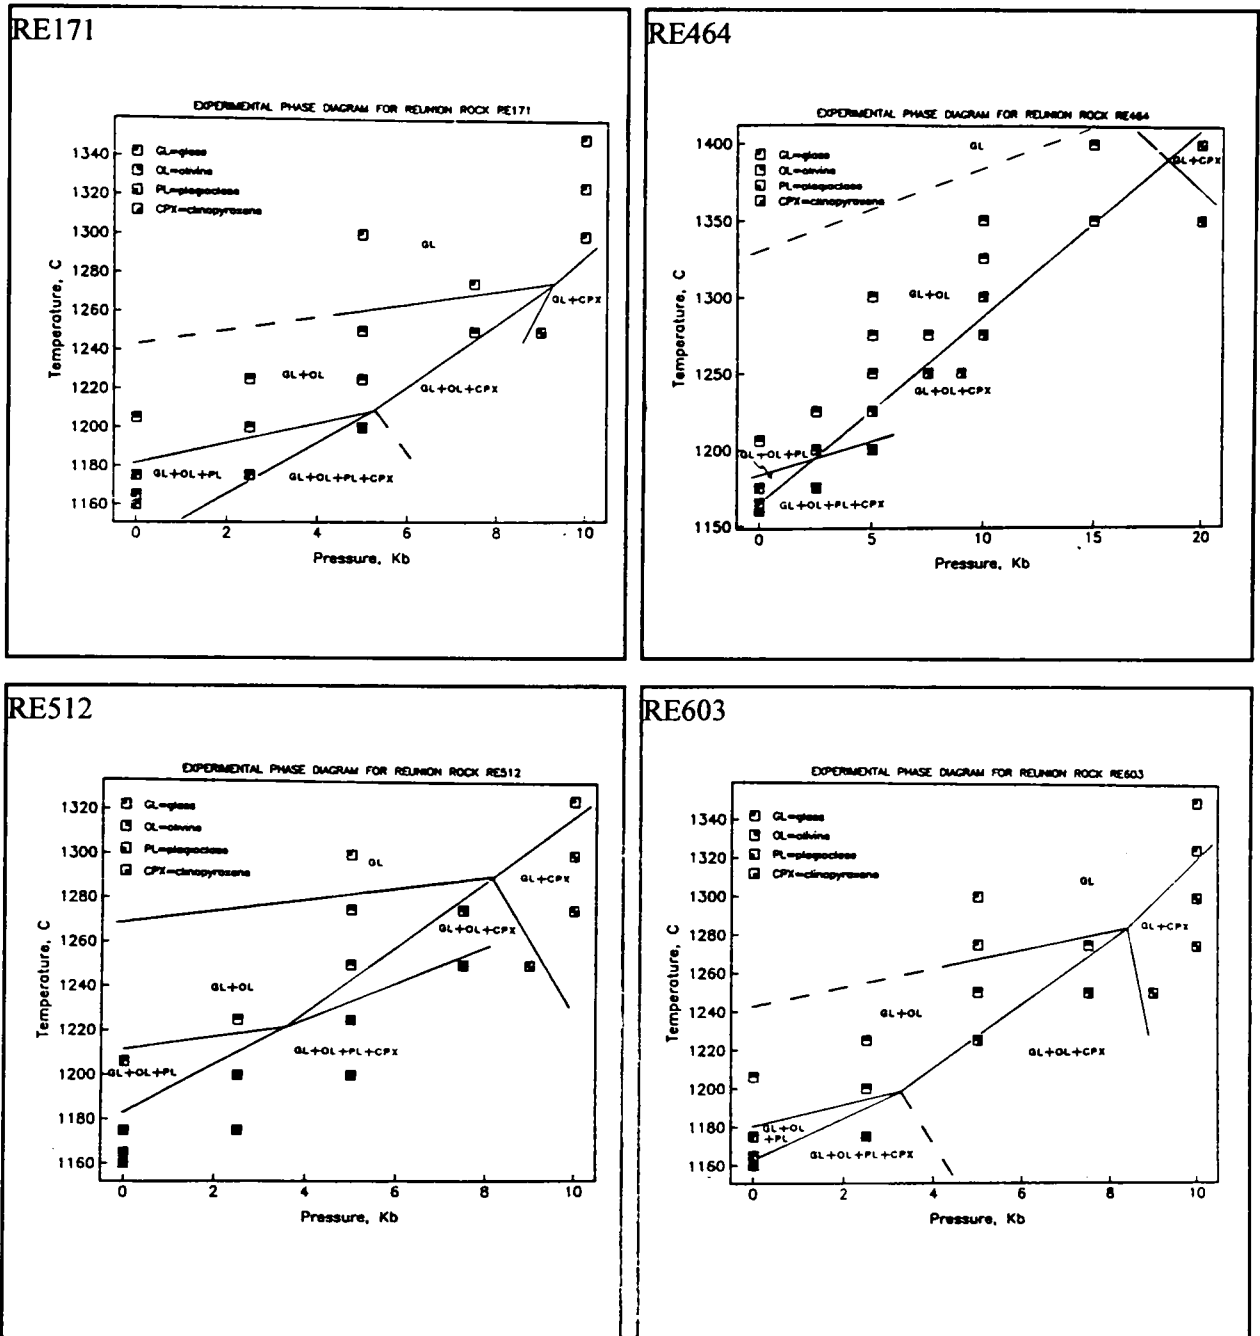 RE171
EXPERIMENTAL PHASE DIAGRAM FOR REUNION ROCK RE171
GL=glass
OL=olivine
PL=plagioclase
CPX=clinopyroxene
1340
1320
1300
1280
1260
1240
1220
1200
1180
1160
Temperature, C
GL
GL+CPX
GL+OL
GL+OL+CPX
GL+OL+PL
GL+OL+PL+CPX
0 2 4 6 8 10
Pressure, Kb
RE464
EXPERIMENTAL PHASE DIAGRAM FOR REUNION ROCK RE464
GL=glass
OL=olivine
PL=plagioclase
CPX=clinopyroxene
1400
1350
1300
1250
1200
1150
Temperature, C
GL
GL+CPX
GL+OL
GL+OL+CPX
GL+OL+PL
GL+OL+PL+CPX
0 5 10 15 20
Pressure, Kb
RE512
EXPERIMENTAL PHASE DIAGRAM FOR REUNION ROCK RE512
GL=glass
OL=olivine
PL=plagioclase
CPX=clinopyroxene
1320
1300
1280
1260
1240
1220
1200
1180
1160
Temperature, C
GL
GL+CPX
GL+OL+CPX
GL+OL
GL+OL+PL+CPX
GL+OL+PL
0 2 4 6 8 10
Pressure, Kb
RE603
EXPERIMENTAL PHASE DIAGRAM FOR REUNION ROCK RE603
GL=glass
OL=olivine
PL=plagioclase
CPX=clinopyroxene
1340
1320
1300
1280
1260
1240
1220
1200
1180
1160
Temperature, C
GL
GL+CPX
GL+OL
GL+OL+CPX
GL+OL
+PL
GL+OL+PL+CPX
0 2 4 6 8 10
Pressure, Kb